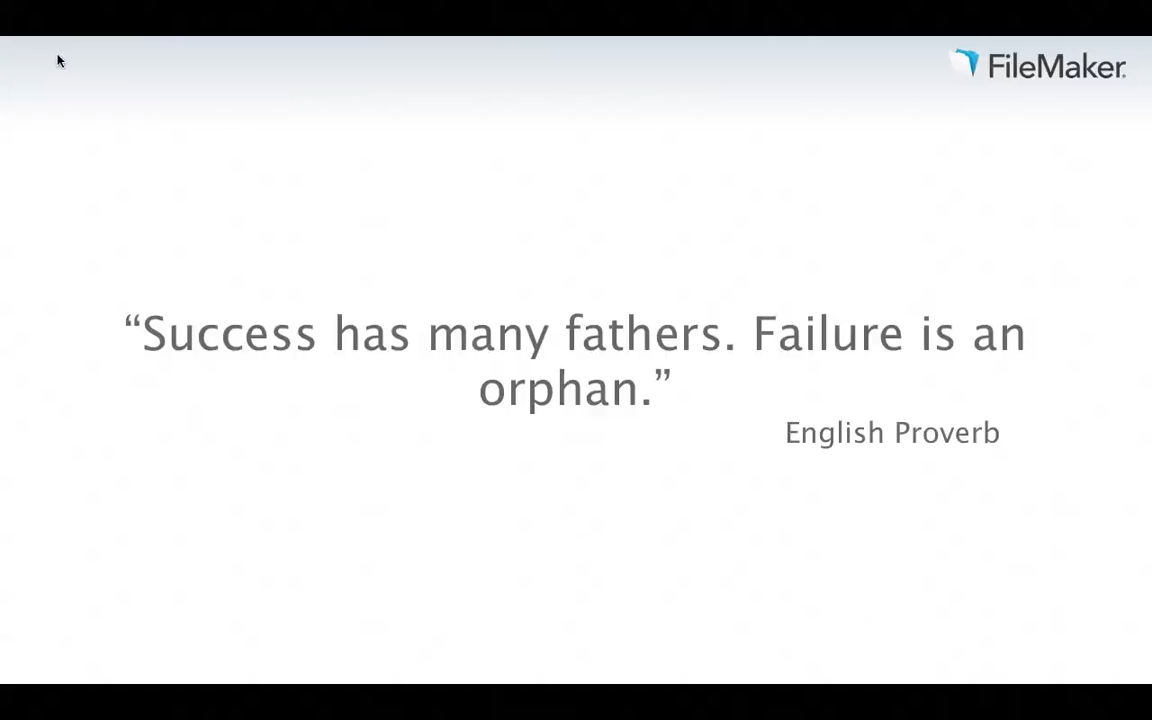 FileMaker
“Success has many fathers. Failure is an
orphan.”
English Proverb